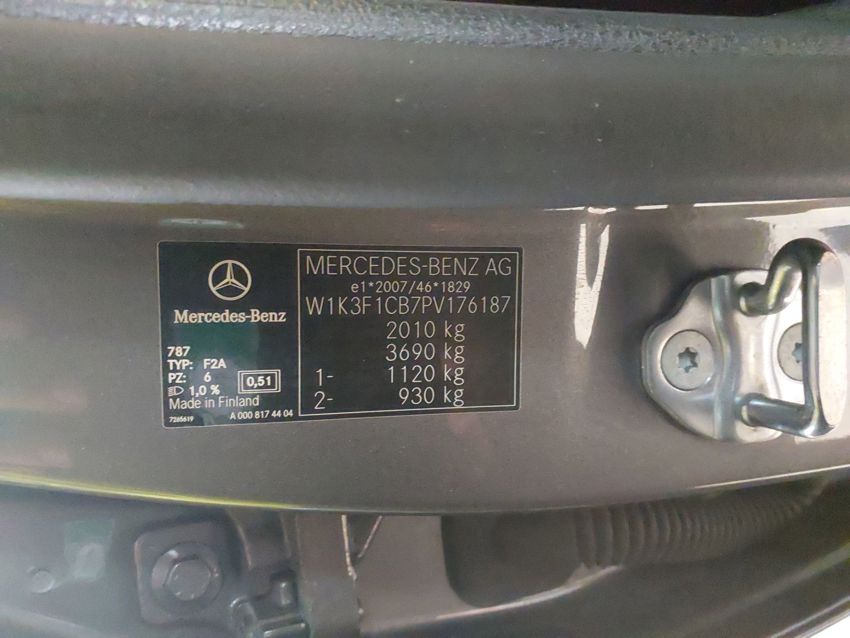 Mercedes-Benz
787
TYP: F2A
PZ: 6
1,0 %
0,51
Made in Finland
7285619
A 000 817 44 04
MERCEDES-BENZ AG
e1*2007/46*1829
W1K3F1CB7PV176187
2010 kg
3690 kg
1- 1120 kg
2- 930 kg